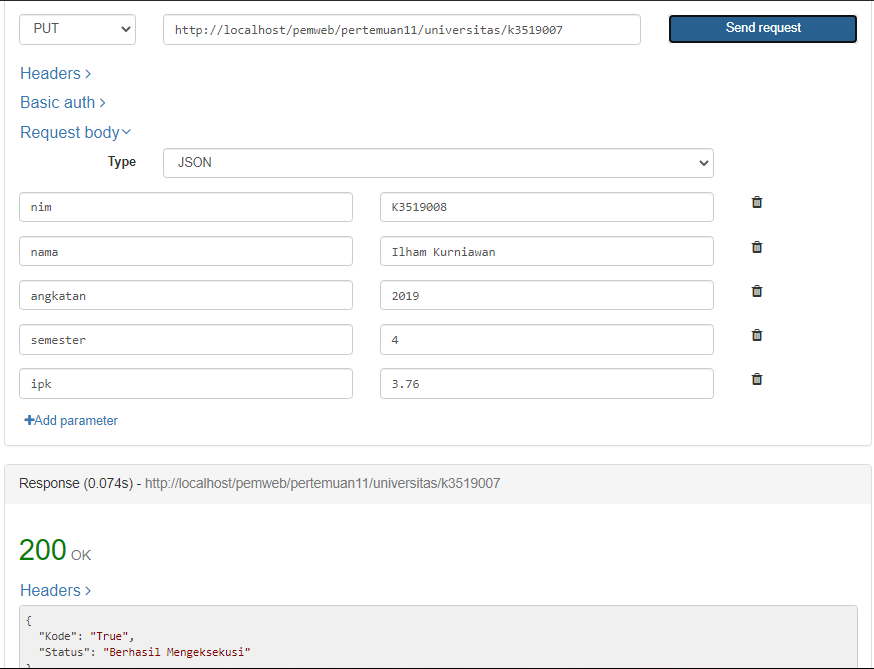 PUT http://localhost/pemweb/pertemuan11/universitas/k3519007 Send request
Headers
Basic auth
Request body
Type JSON
nim K3519008
nama Ilham Kurniawan
angkatan 2019
semester 4
ipk 3.76
+Add parameter
Response (0.074s) - http://localhost/pemweb/pertemuan11/universitas/k3519007
200 OK
Headers
{
"Kode": "True",
"Status": "Berhasil Mengeksekusi"
}